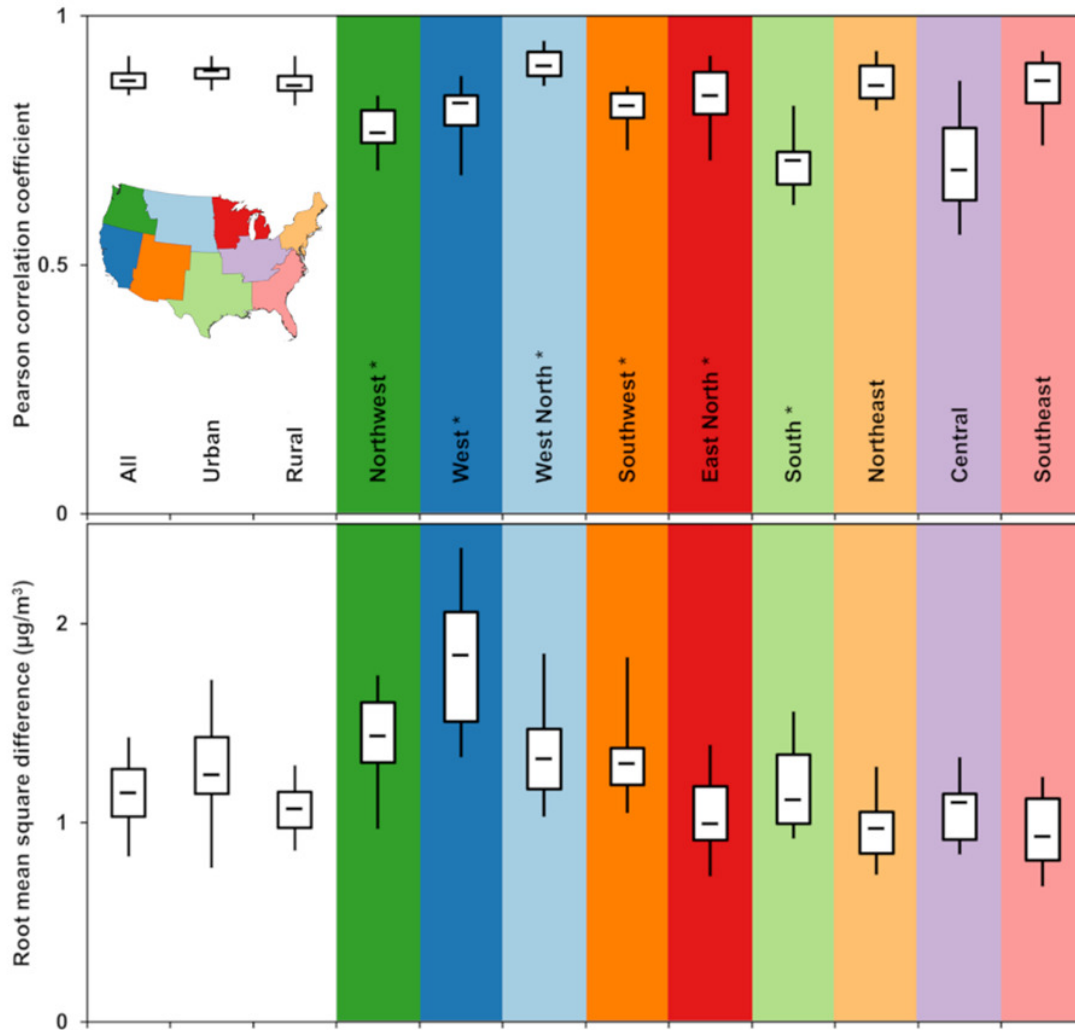 Pearson correlation coefficient
1
0.5
0
All
Urban
Rural
Northwest *
West *
West North *
Southwest *
East North *
South *
Northeast
Central
Southeast
Root mean square difference (µg/m³)
2
1
0